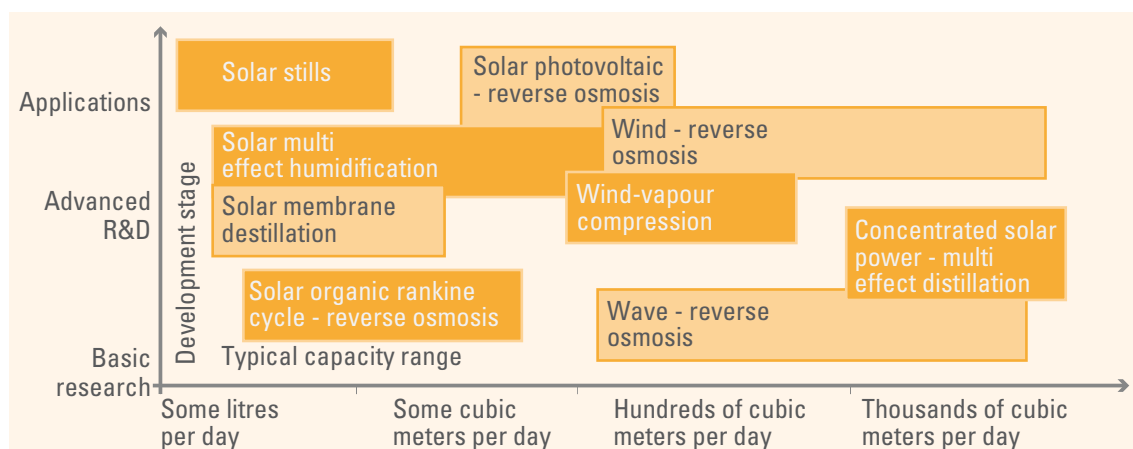 Applications
Advanced
R&D
Basic
research
Development stage
Solar stills
Solar photovoltaic
- reverse osmosis
Solar multi
effect humidification
Wind - reverse
osmosis
Solar membrane
destillation
Wind-vapour
compression
Concentrated solar
power - multi
effect distillation
Solar organic rankine
cycle - reverse osmosis
Wave - reverse
osmosis
Typical capacity range
Some litres
per day
Some cubic
meters per day
Hundreds of cubic
meters per day
Thousands of cubic
meters per day